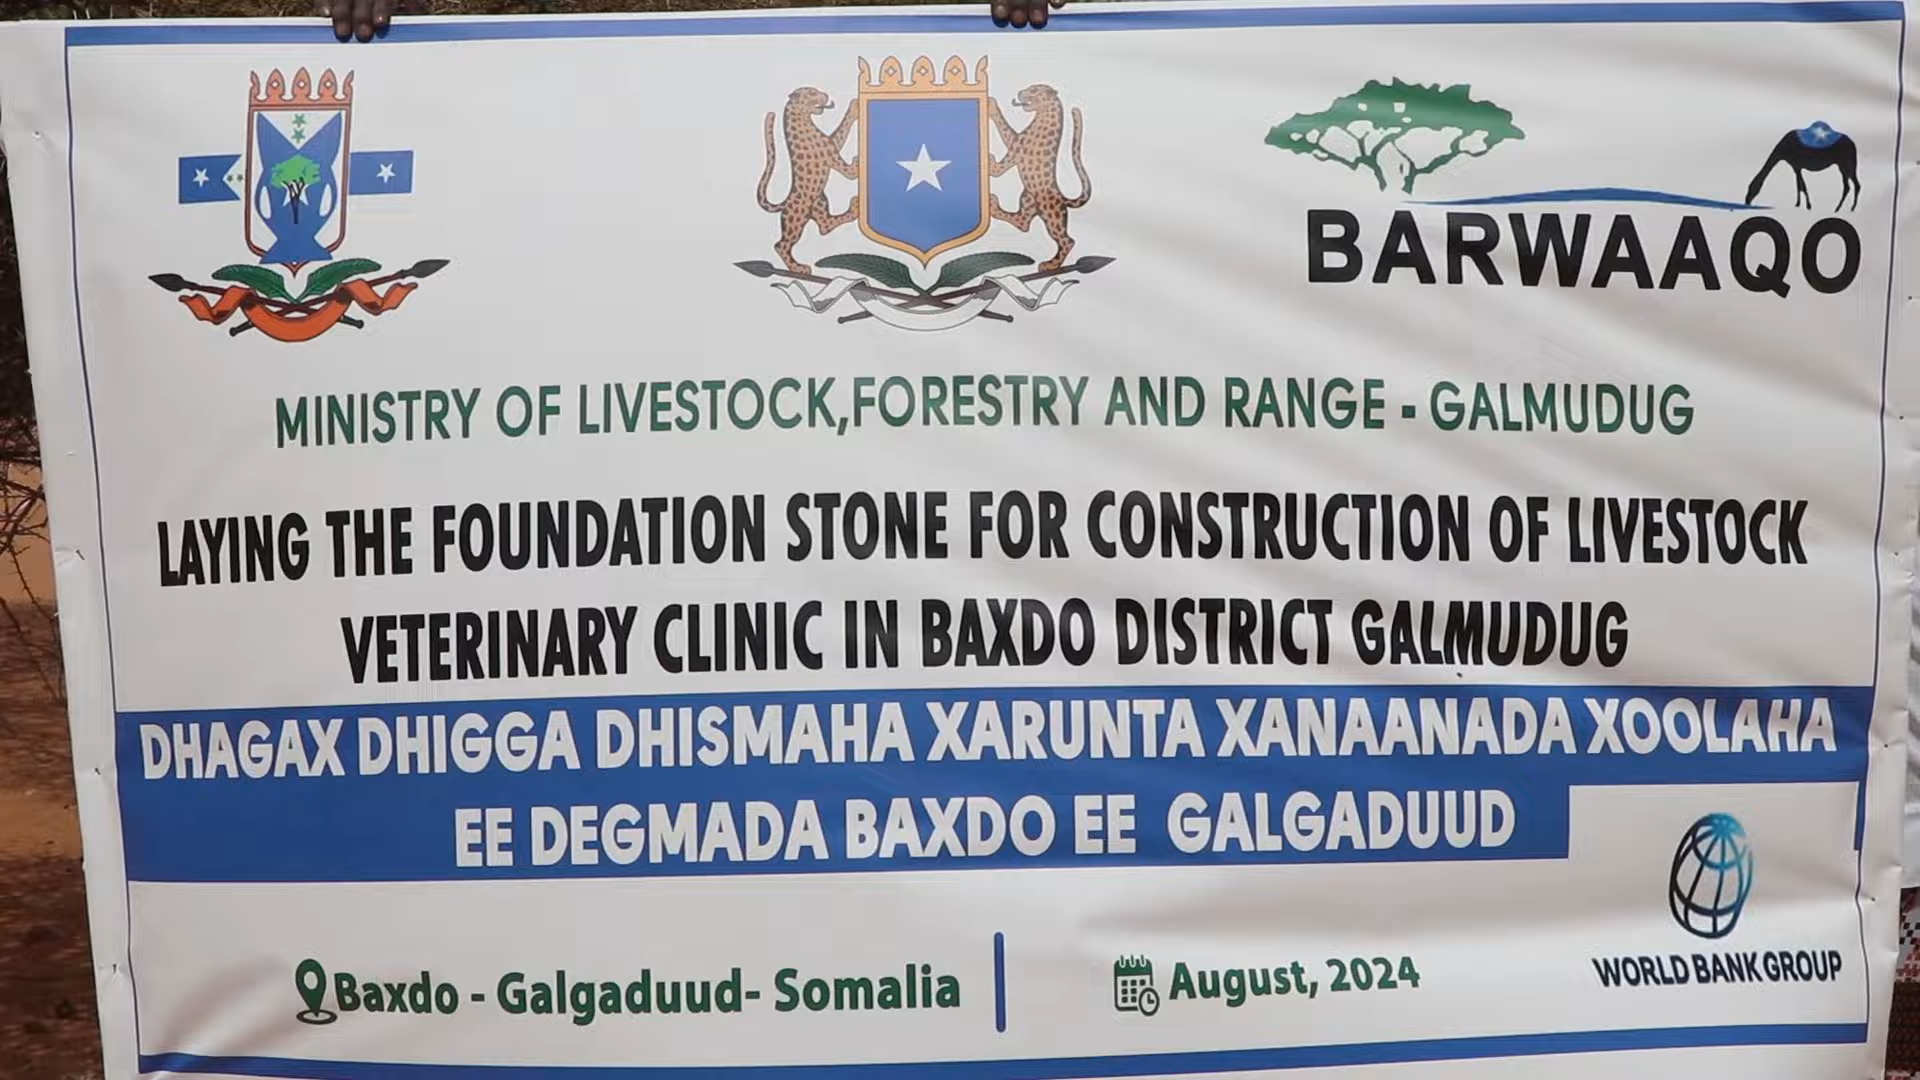 BARWAAQO
MINISTRY OF LIVESTOCK,FORESTRY AND RANGE - GALMUDUG
LAYING THE FOUNDATION STONE FOR CONSTRUCTION OF LIVESTOCK
VETERINARY CLINIC IN BAXDO DISTRICT GALMUDUG
DHAGAX DHIGGA DHISMAHA XARUNTA XANAANADA XOOLAHA
EE DEGMADA BAXDO EE GALGADUUD
Baxdo - Galgaduud- Somalia
August, 2024
WORLD BANK GROUP